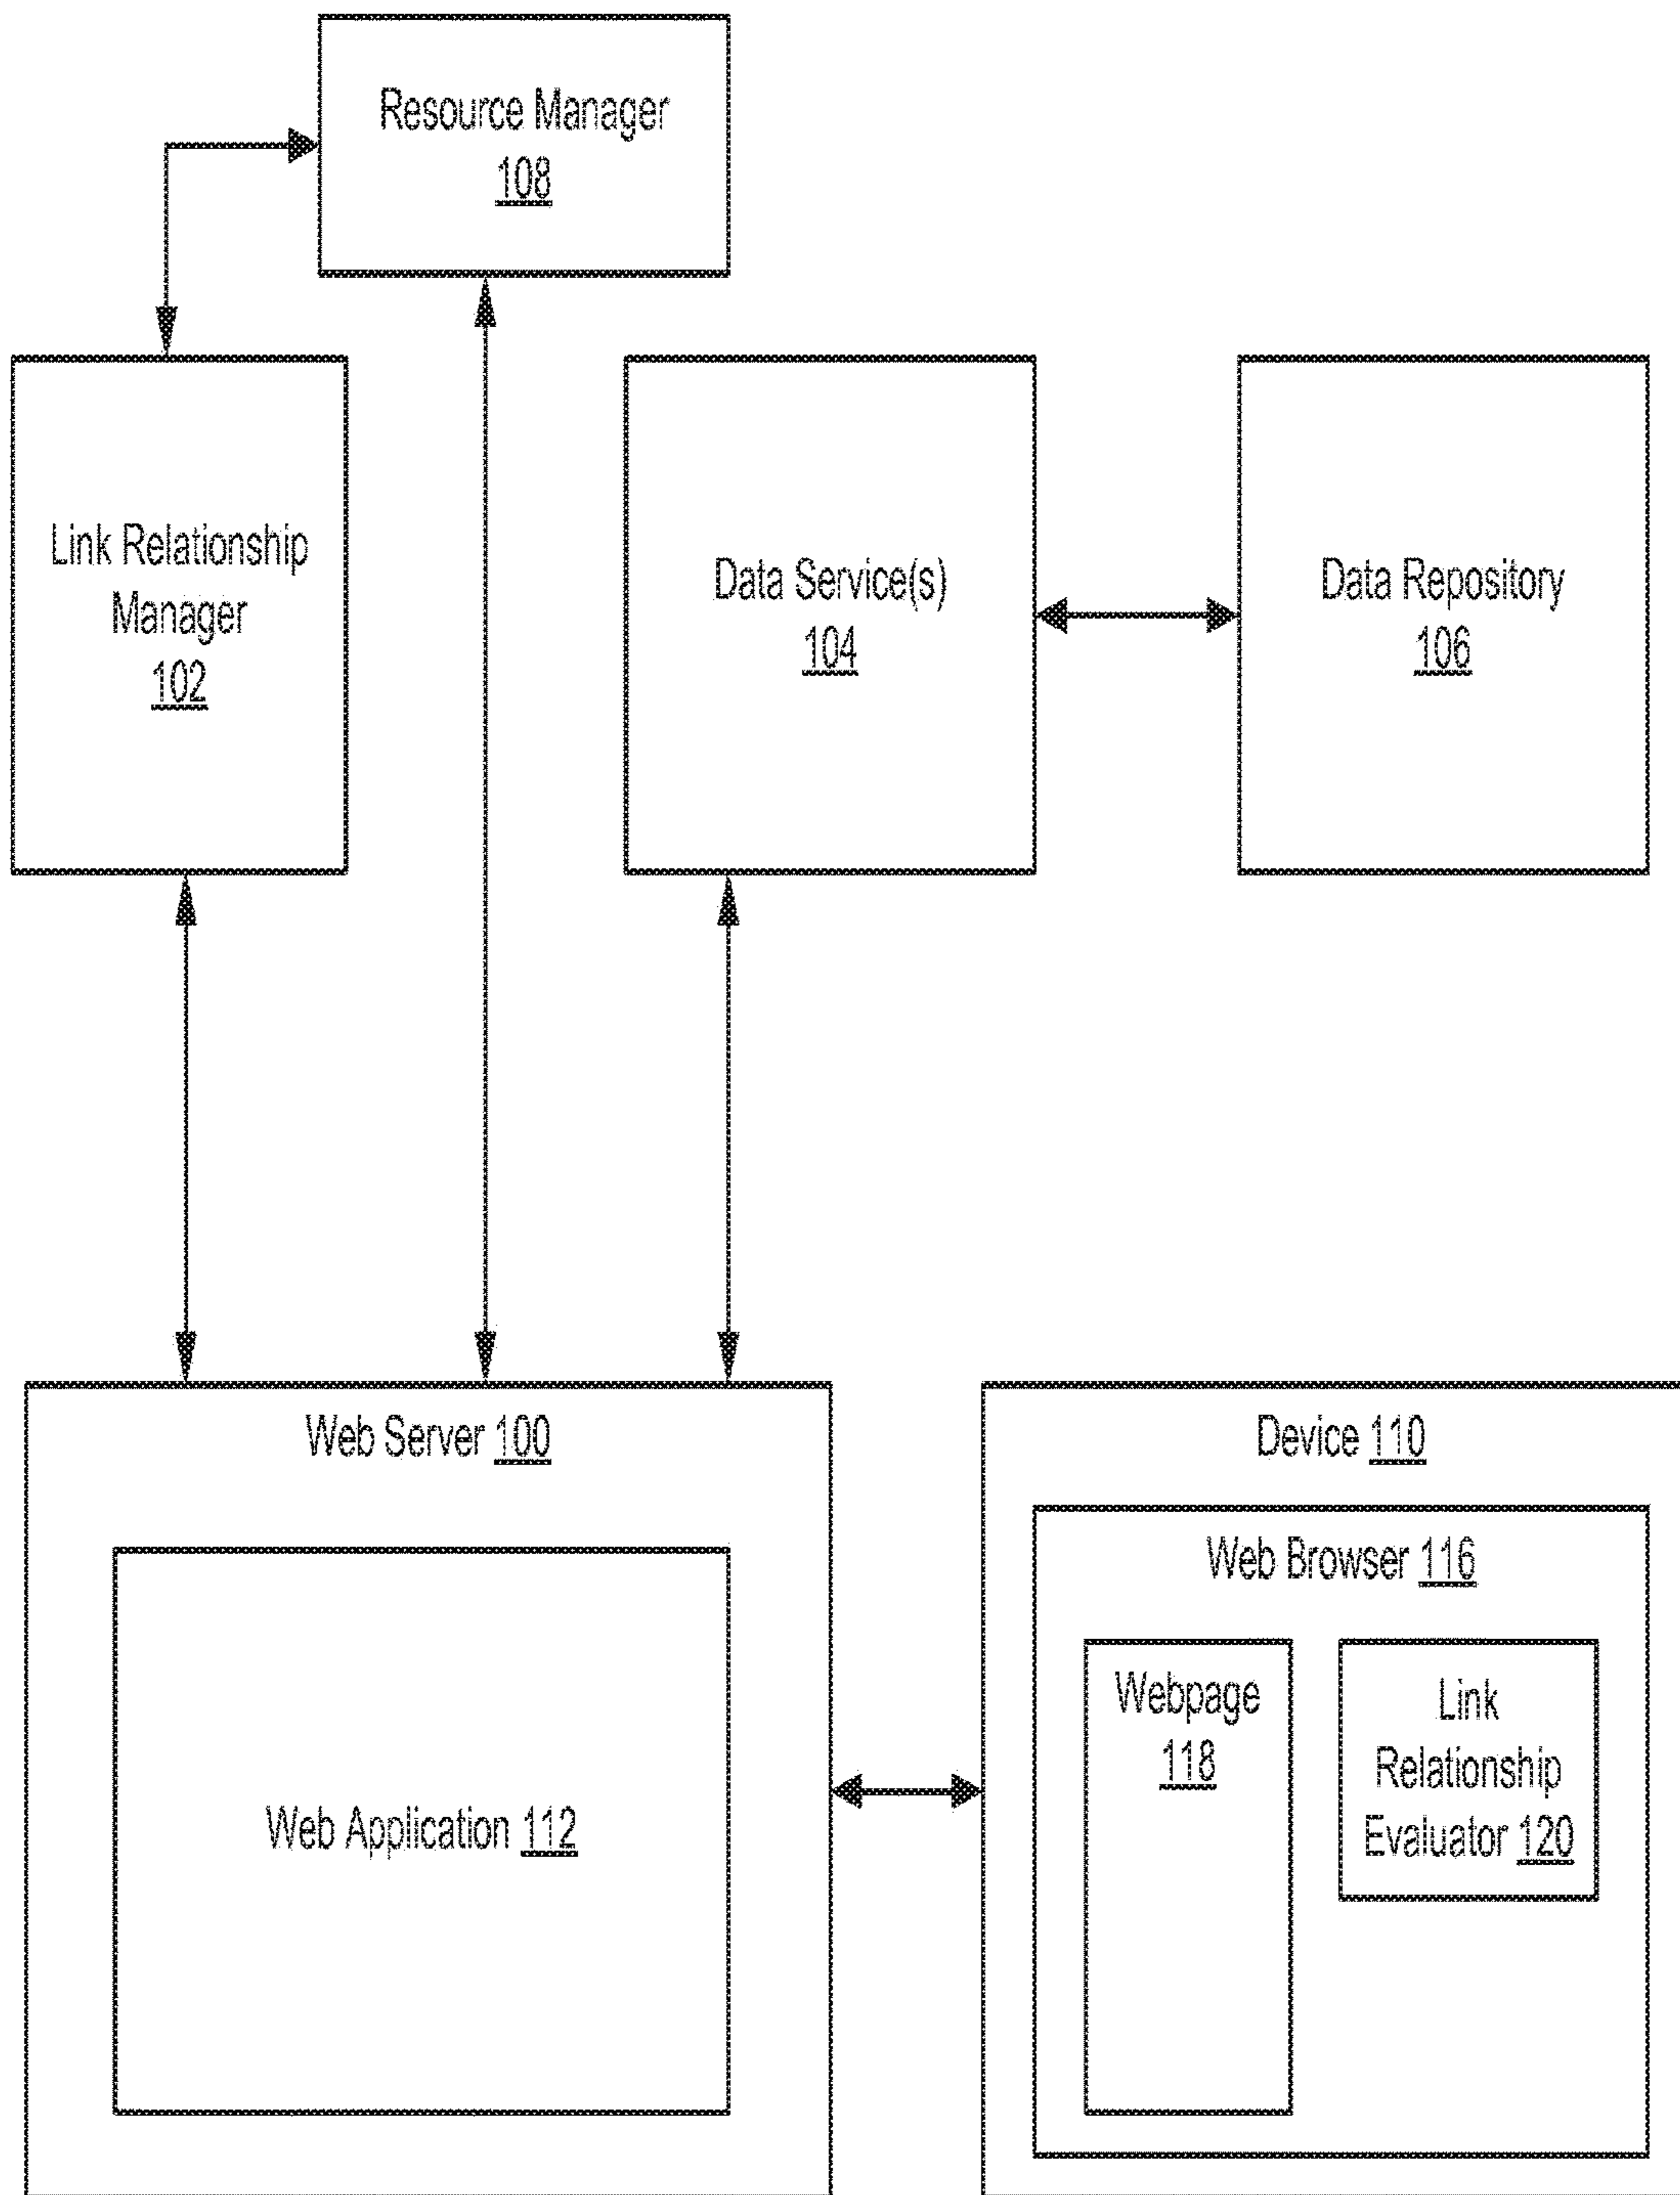 Resource Manager
108
Link Relationship
Manager
102
Data Service(s)
104
Data Repository
106
Web Server 100
Web Application 112
Device 110
Web Browser 116
Webpage
118
Link
Relationship
Evaluator 120